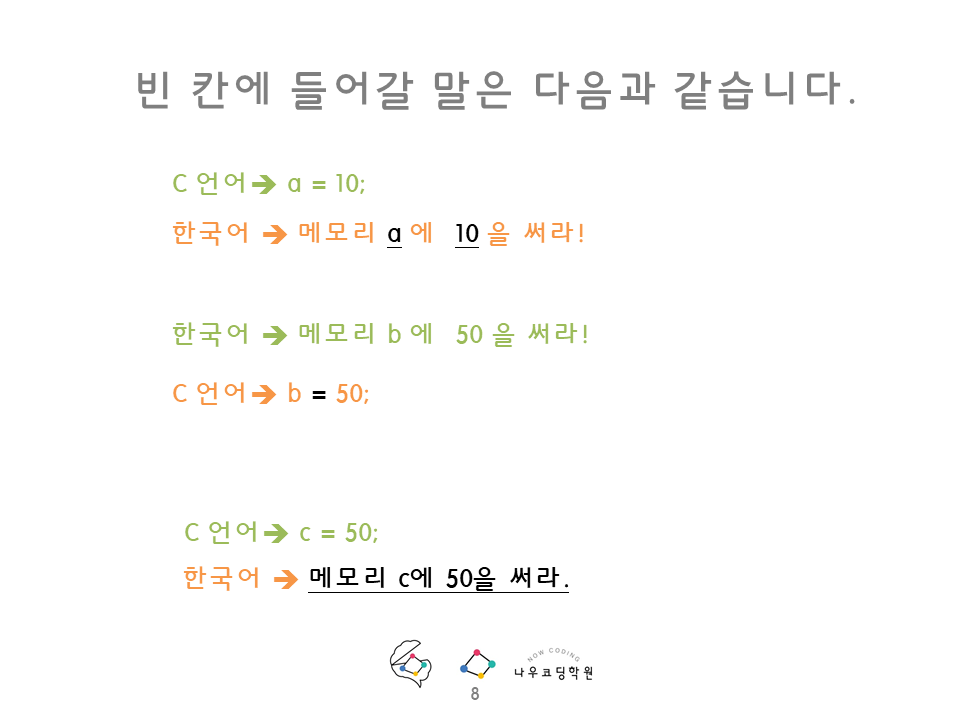 빈 칸에 들어갈 말은 다음과 같습니다.
C 언어➔ a = 10;
한국어 ➔ 메모리 a 에 10 을 써라!
한국어 ➔ 메모리 b 에 50 을 써라!
C 언어➔ b = 50;
C 언어➔ c = 50;
한국어 ➔ 메모리 c에 50을 써라.
NOW CODING
나우코딩학원
8